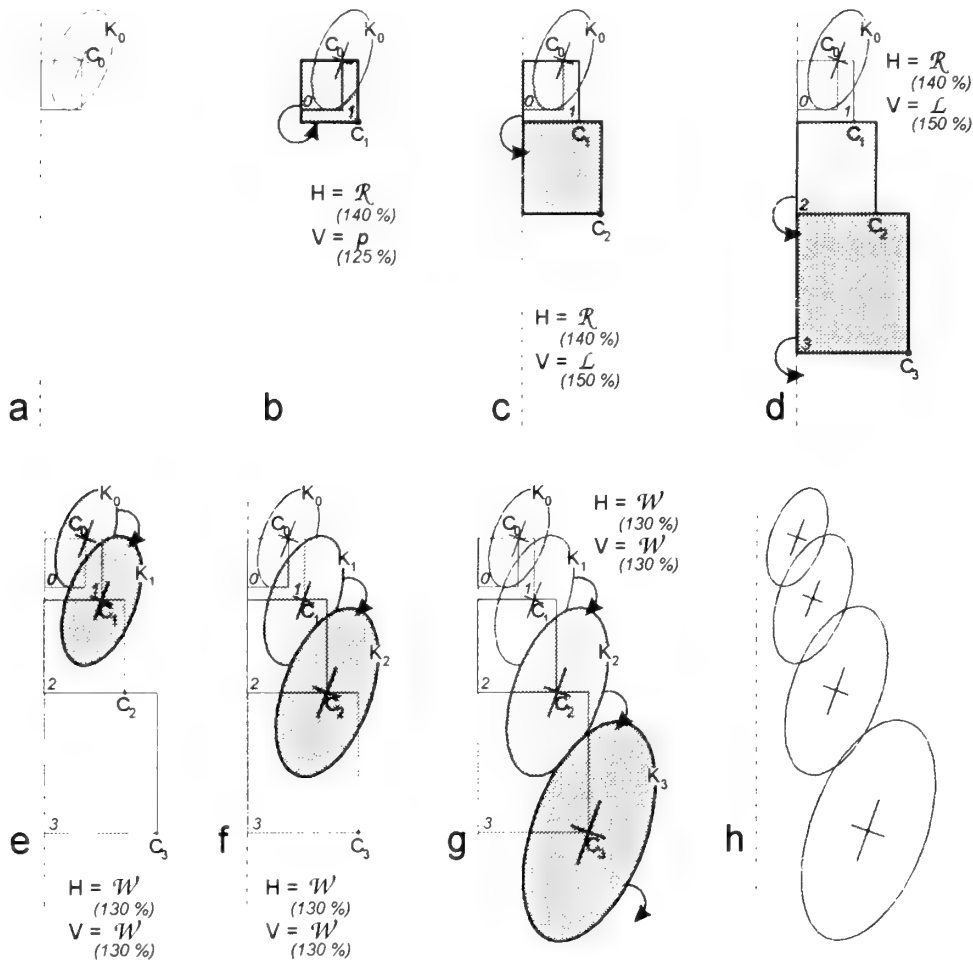 K₀
C₀
a
K₀
C₀
0
1
C₁
H = R
(140 %)
V = p
(125 %)
b
K₀
C₀
0
1
C₁
C₂
H = R
(140 %)
V = L
(150 %)
c
K₀
C₀
0
1
C₁
2
C₂
3
C₃
H = R
(140 %)
V = L
(150 %)
d
K₀
C₀
K₁
0
1
C₁
2
C₂
3
C₃
e
H = W
(130 %)
V = W
(130 %)
K₀
C₀
K₁
0
1
C₁
K₂
2
C₂
3
C₃
f
H = W
(130 %)
V = W
(130 %)
K₀
C₀
H = W
(130 %)
V = W
(130 %)
K₁
0
1
C₁
K₂
2
C₂
K₃
3
C₃
g
h